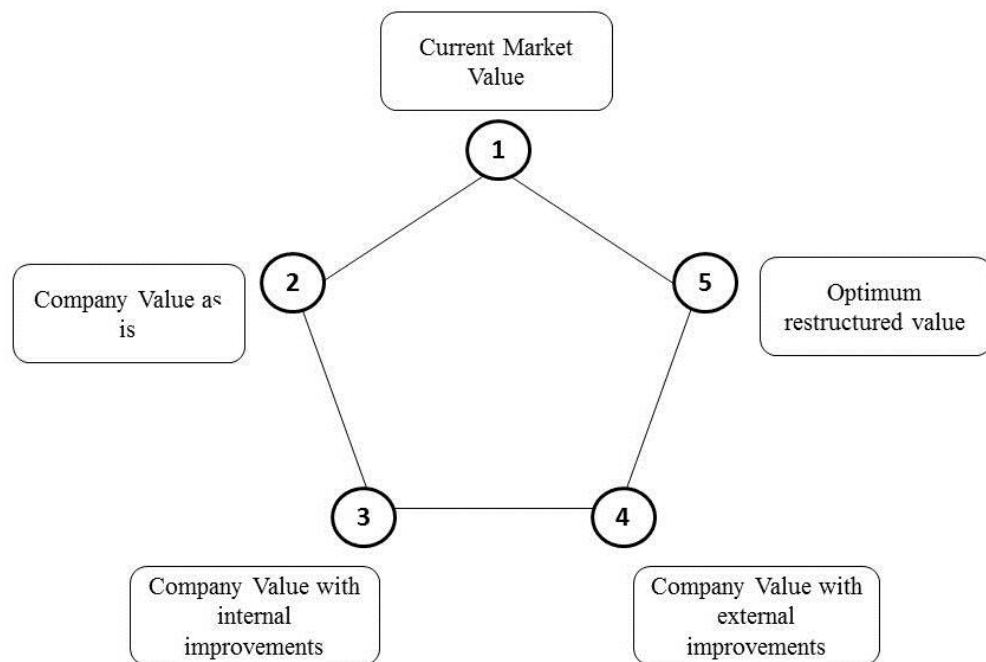 Current Market
Value
1
2
5
Company Value as
is
Optimum
restructured value
3
4
Company Value with
internal
improvements
Company Value with
external
improvements